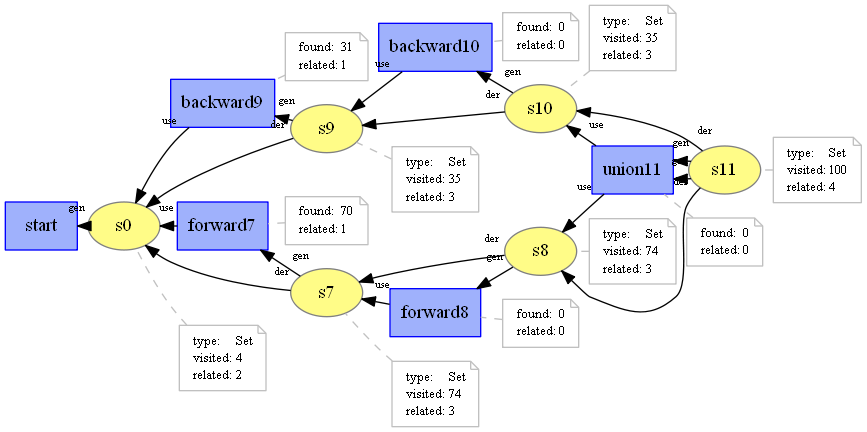 found: 0
related: 0
type: Set
visited: 35
related: 3
found: 31
related: 1
backward10
use
gen
backward9
gen
der
s10
use
der
s9
use
der
gen
type: Set
visited: 35
related: 3
union11
s11
der
type: Set
visited: 100
related: 4
use
start
gen
s0
use
forward7
found: 70
related: 1
found: 0
related: 0
der
s8
type: Set
visited: 74
related: 3
gen
gen
der
s7
use
forward8
found: 0
related: 0
type: Set
visited: 4
related: 2
type: Set
visited: 74
related: 3